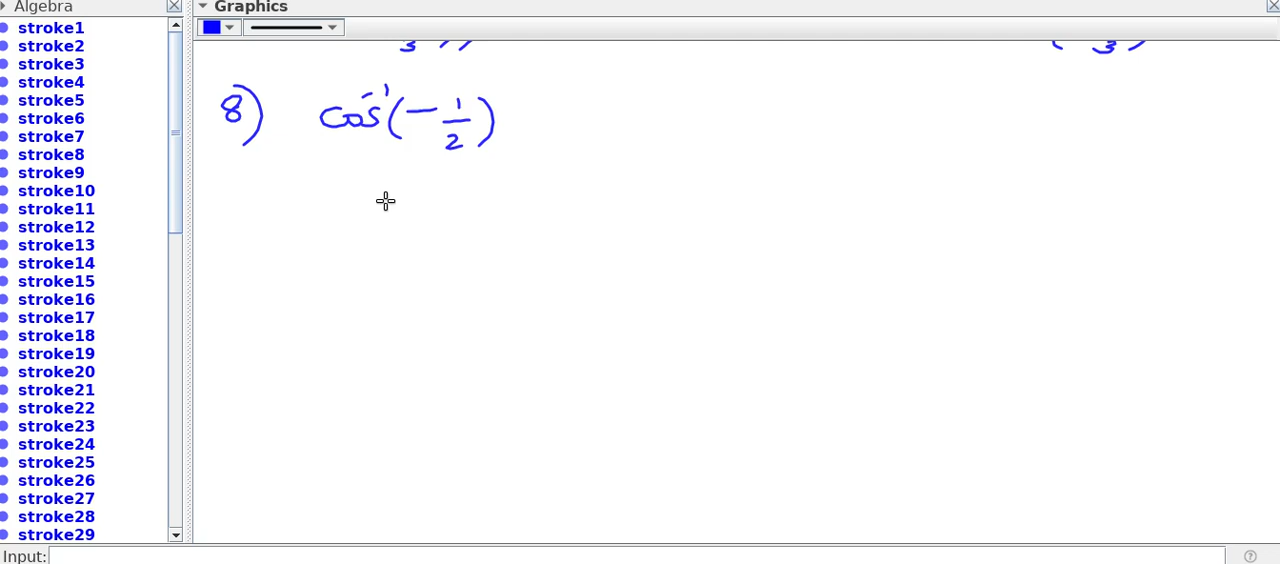 Algebra
Graphics
stroke1
stroke2
stroke3
stroke4
stroke5
stroke6
stroke7
stroke8
stroke9
stroke10
stroke11
stroke12
stroke13
stroke14
stroke15
stroke16
stroke17
stroke18
stroke19
stroke20
stroke21
stroke22
stroke23
stroke24
stroke25
stroke26
stroke27
stroke28
stroke29
8) cos⁻¹(-1/2)
Input: